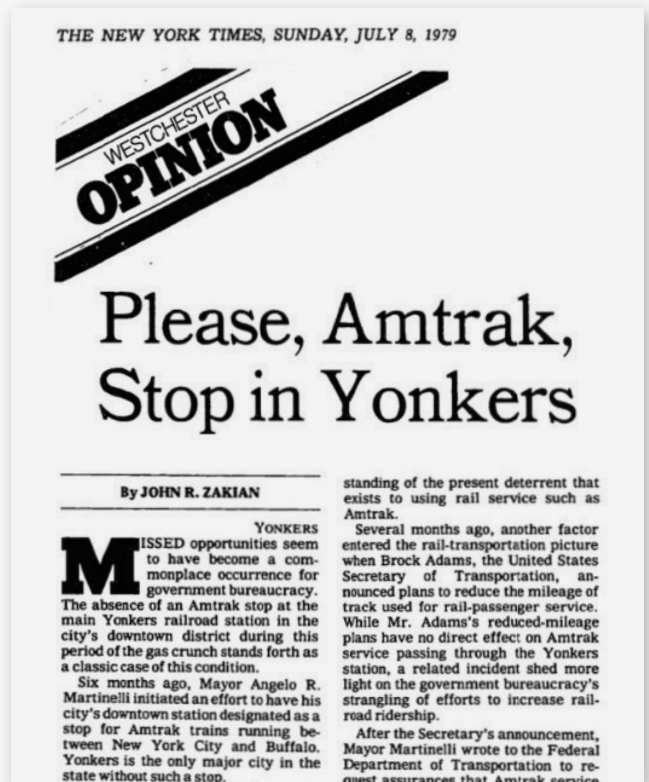 THE NEW YORK TIMES, SUNDAY, JULY 8, 1979
WESTCHESTER
OPINION
Please, Amtrak,
Stop in Yonkers
By JOHN R. ZAKIAN
YONKERS
MISSED opportunities seem
to have become a com-
monplace occurrence for
government bureaucracy.
The absence of an Amtrak stop at the
main Yonkers railroad station in the
city's downtown district during this
period of the gas crunch stands forth as
a classic case of this condition.
Six months ago, Mayor Angelo R.
Martinelli initiated an effort to have his
city's downtown station designated as a
stop for Amtrak trains running be-
tween New York City and Buffalo.
Yonkers is the only major city in the
state without such a stop.
standing of the present deterrent that
exists to using rail service such as
Amtrak.
Several months ago, another factor
entered the rail-transportation picture
when Brock Adams, the United States
Secretary of Transportation, an-
nounced plans to reduce the mileage of
track used for rail-passenger service.
While Mr. Adams's reduced-mileage
plans have no direct effect on Amtrak
service passing through the Yonkers
station, a related incident shed more
light on the government bureaucracy's
strangling of efforts to increase rail-
road ridership.
After the Secretary's announcement,
Mayor Martinelli wrote to the Federal
Department of Transportation to re-
quest assurances that Amtrak service